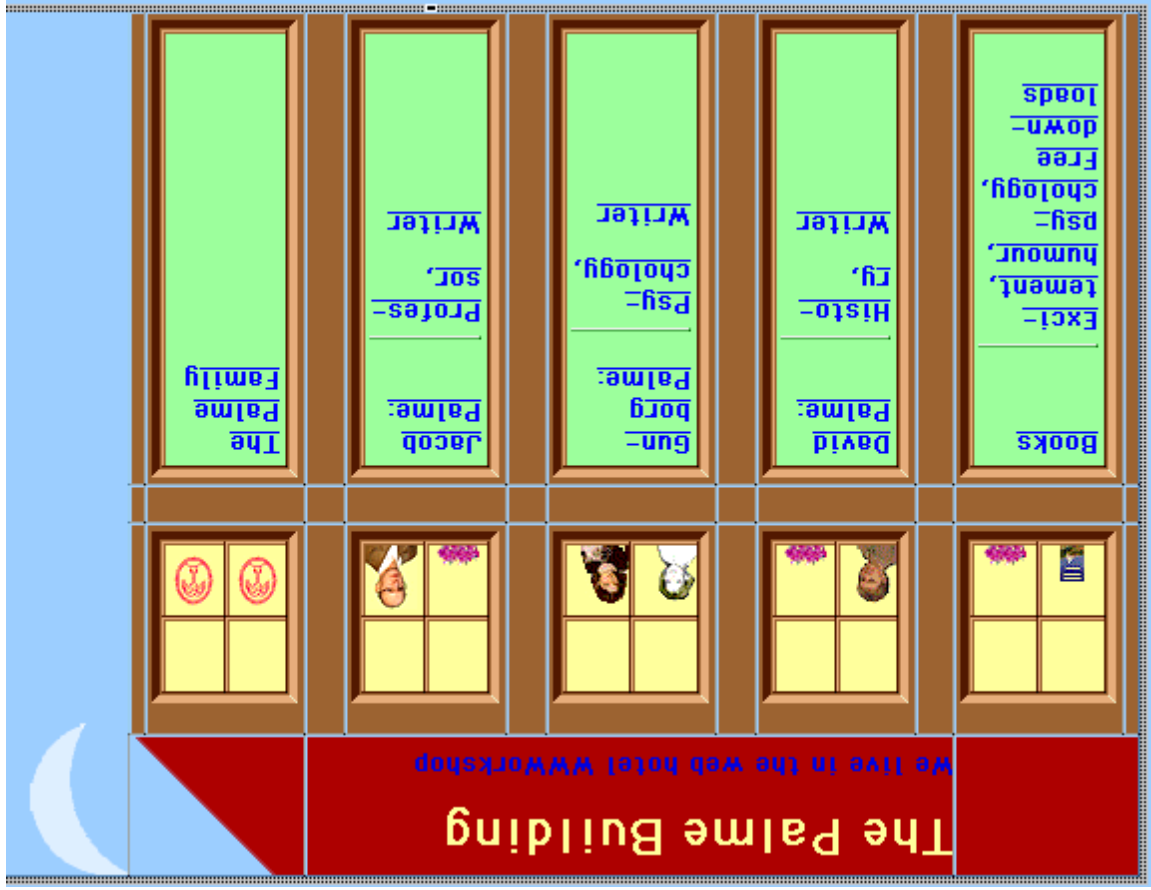 The Palme Building
We live in the web hotel WWWorkshop
Books
Exci-
tement,
humour,
psy-
chology,
Free
down-
loads
David
Palme:
Histo-
ry,
Writer
Gun-
borg
Palme:
Psy-
chology,
Writer
Jacob
Palme:
Profes-
sor,
Writer
The
Palme
Family